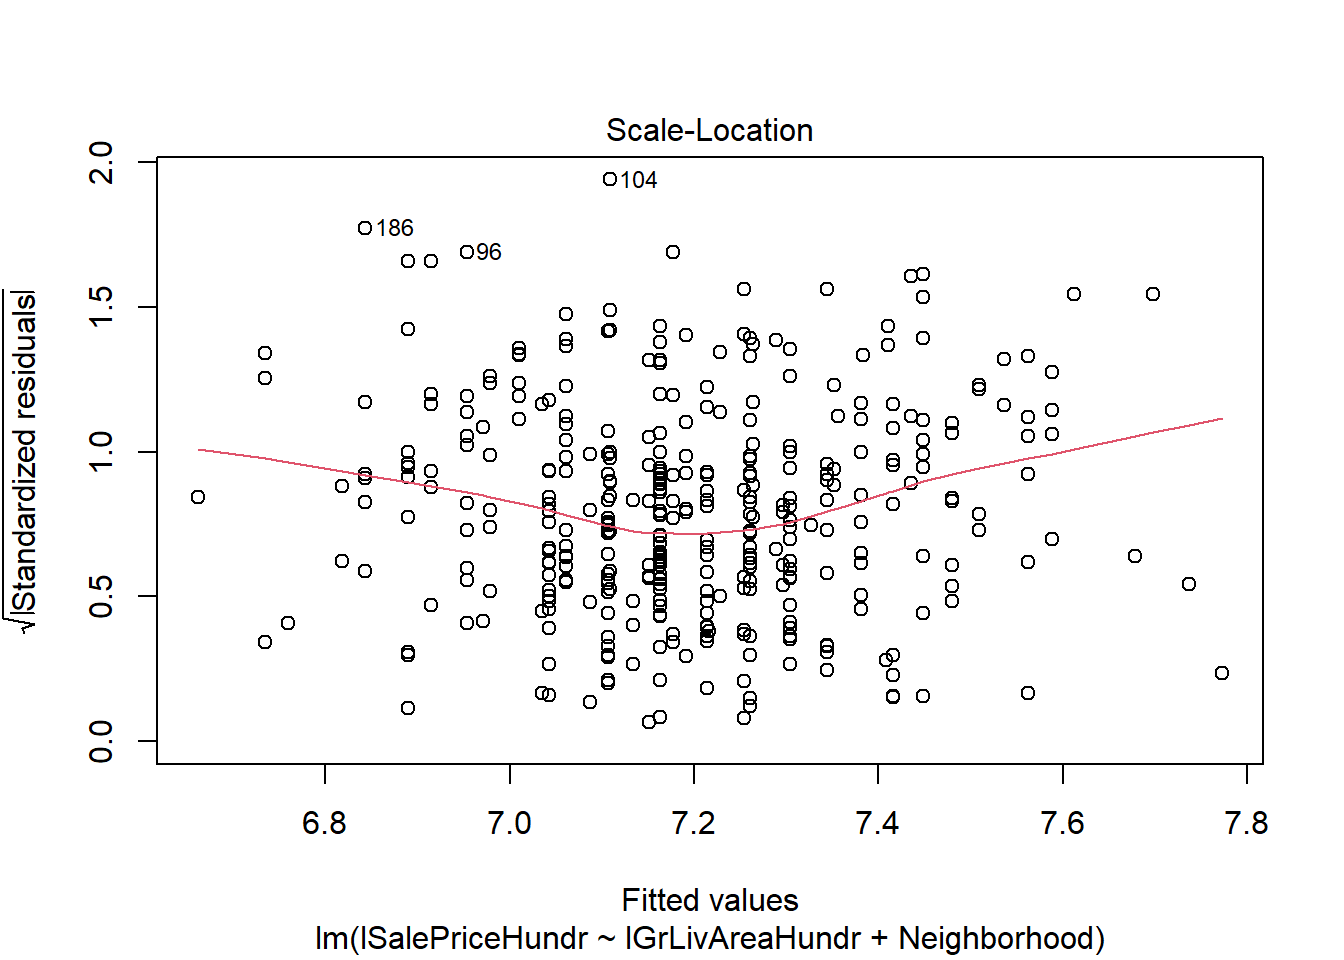 Scale-Location
√|Standardized residuals|
2.0
1.5
1.0
0.5
0.0
104
186
96
6.8 7.0 7.2 7.4 7.6 7.8
Fitted values
lm(lSalePriceHundr ~ lGrLivAreaHundr + Neighborhood)